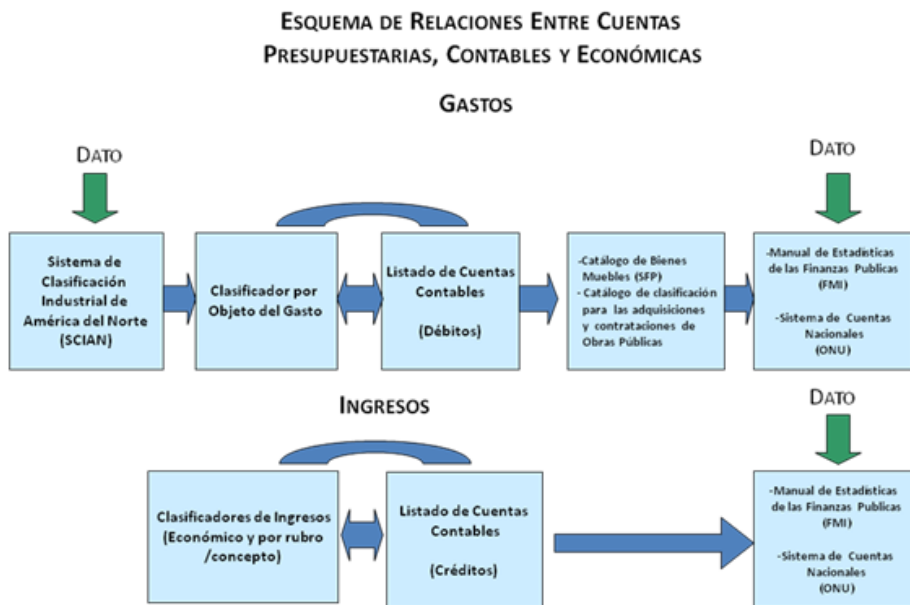 ESQUEMA DE RELACIONES ENTRE CUENTAS
PRESUPUESTARIAS, CONTABLES Y ECONÓMICAS
GASTOS
DATO
DATO
Sistema de
Clasificación
Industrial de
América del Norte
(SCIAN)
Clasificador por
Objeto del Gasto
Listado de Cuentas
Contables
(Débitos)
-Catálogo de Bienes
Muebles (SFP)
- Catálogo de clasificación
para las adquisiciones
y contrataciones de
Obras Públicas
-Manual de Estadísticas
de las Finanzas Publicas
(FMI)
-Sistema de Cuentas
Nacionales
(ONU)
INGRESOS
DATO
Clasificadores de Ingresos
(Económico y por rubro
/concepto)
Listado de Cuentas
Contables
(Créditos)
-Manual de Estadísticas
de las Finanzas Publicas
(FMI)
-Sistema de Cuentas
Nacionales
(ONU)